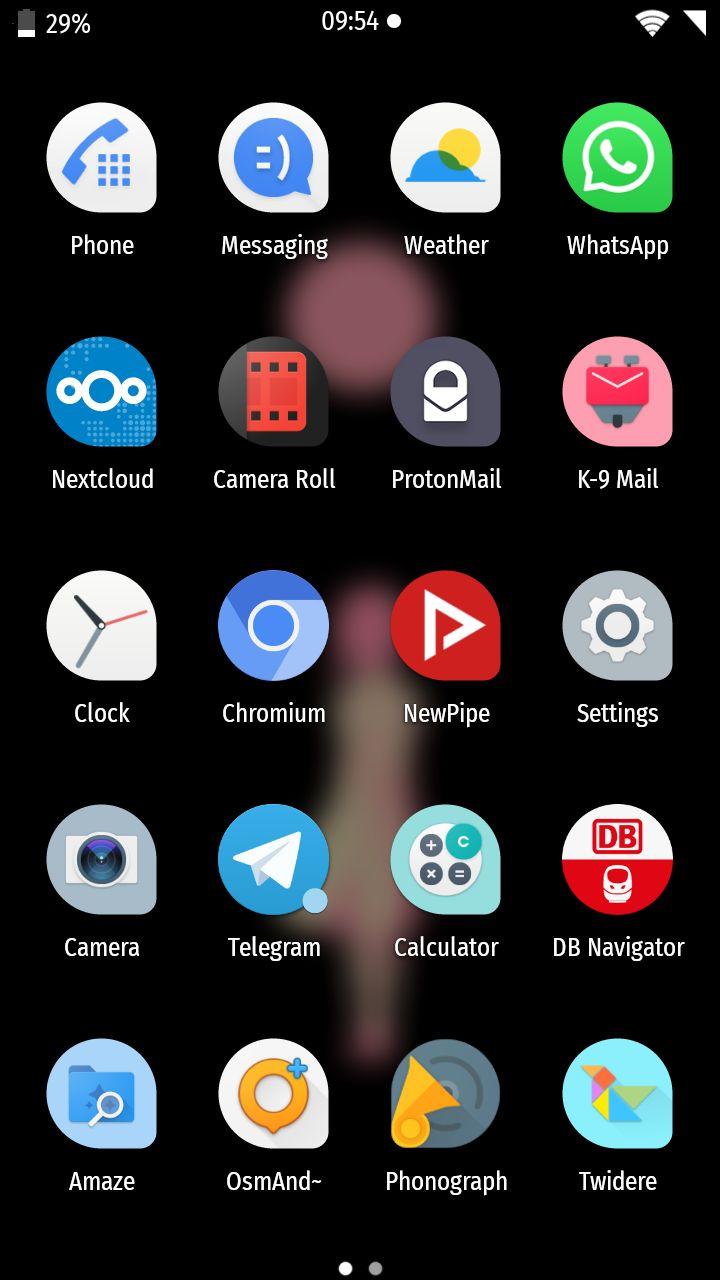 29%
09:54
Phone
Messaging
Weather
WhatsApp
Nextcloud
Camera Roll
ProtonMail
K-9 Mail
Clock
Chromium
NewPipe
Settings
C
DB
Camera
Telegram
Calculator
DB Navigator
Amaze
OsmAnd~
Phonograph
Twidere